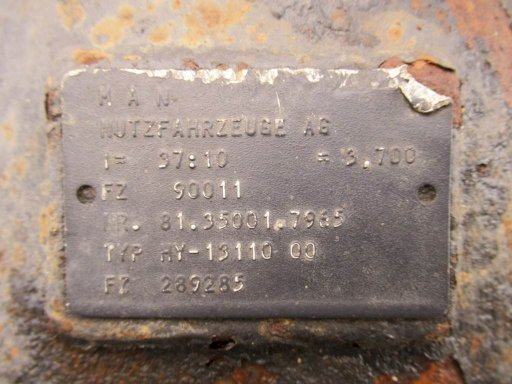 M A N
NUTZFAHRZEUGE AG
i= 37:10 = 3,700
FZ 90011
NR. 81.35001.7965
TYP HY-13110 00
FZ 289285